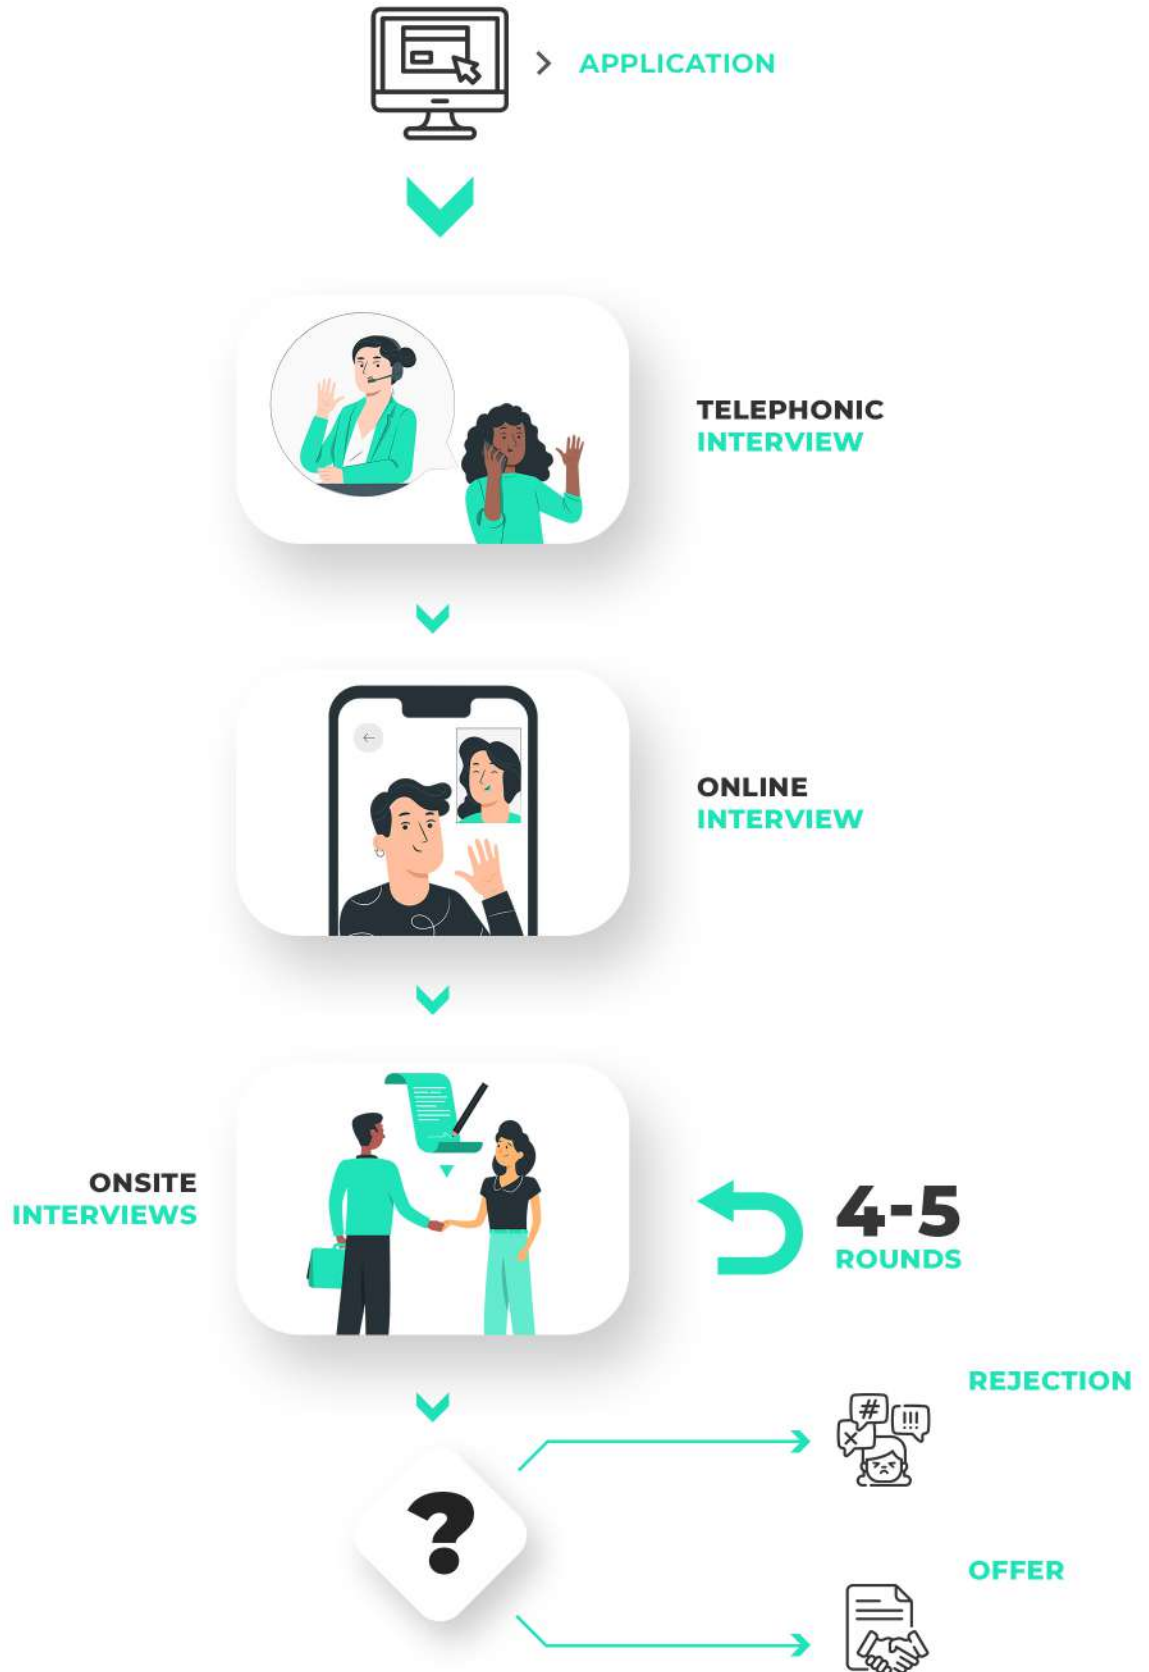 APPLICATION
TELEPHONIC
INTERVIEW
ONLINE
INTERVIEW
ONSITE
INTERVIEWS
4-5
ROUNDS
REJECTION
#
!!!
X
?
OFFER